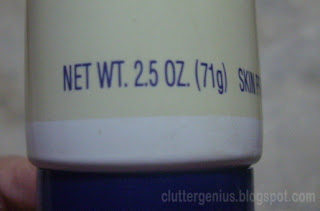 NET WT. 2.5 OZ. (71g) SKIN
cluttergenius.blogspot.com